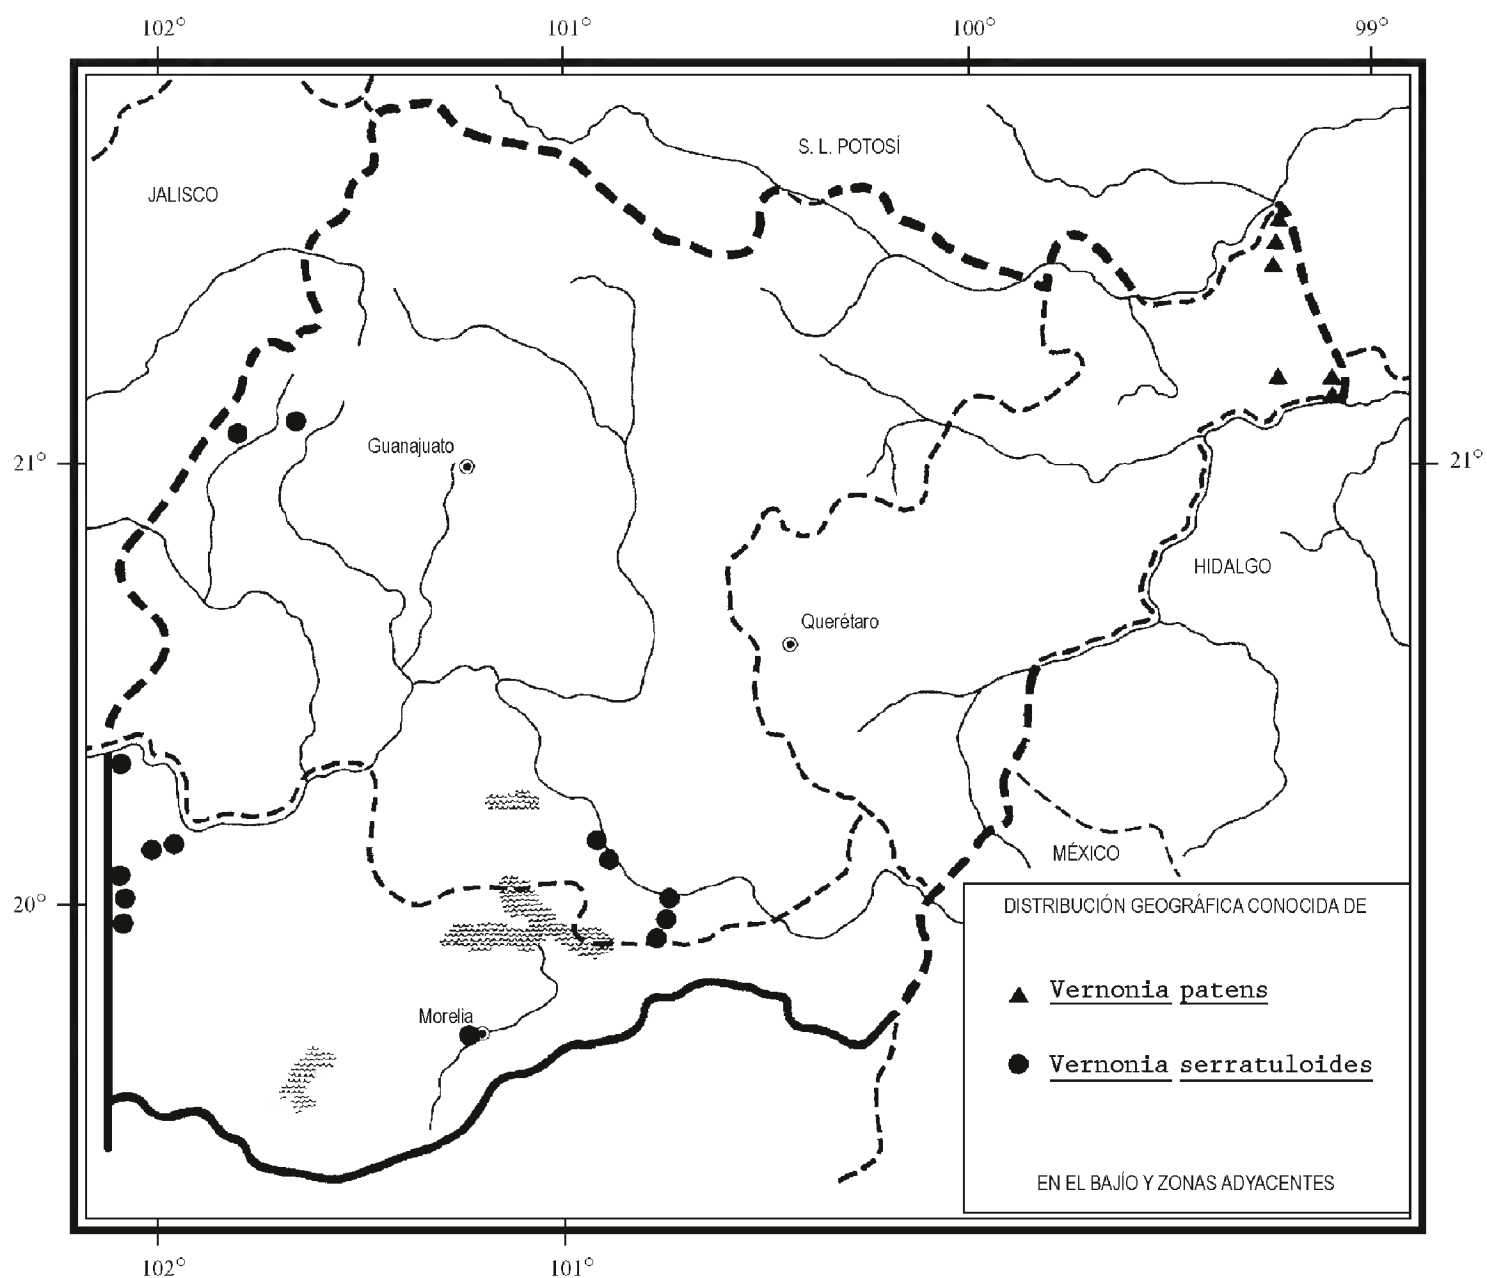 102° 101° 100° 99°
S. L. POTOSÍ
JALISCO
Guanajuato
21° 21°
HIDALGO
Querétaro
MÉXICO
20°
DISTRIBUCIÓN GEOGRÁFICA CONOCIDA DE
Vernonia patens
Morelia
Vernonia serratuloides
EN EL BAJÍO Y ZONAS ADYACENTES
102° 101°